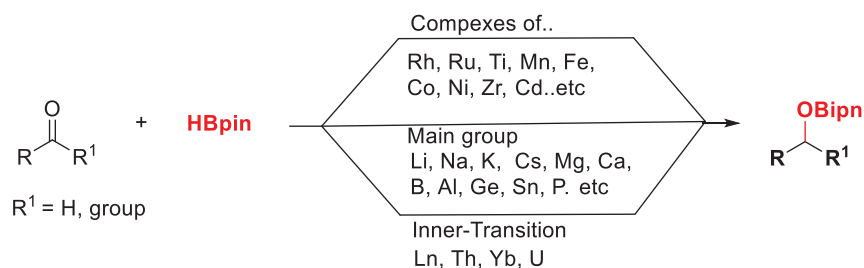 Compexes of..
Rh, Ru, Ti, Mn, Fe,
Co, Ni, Zr, Cd..etc
O
R R¹
+
HBpin
OBipn
R R¹
Main group
Li, Na, K, Cs, Mg, Ca,
B, Al, Ge, Sn, P. etc
R¹ = H, group
Inner-Transition
Ln, Th, Yb, U